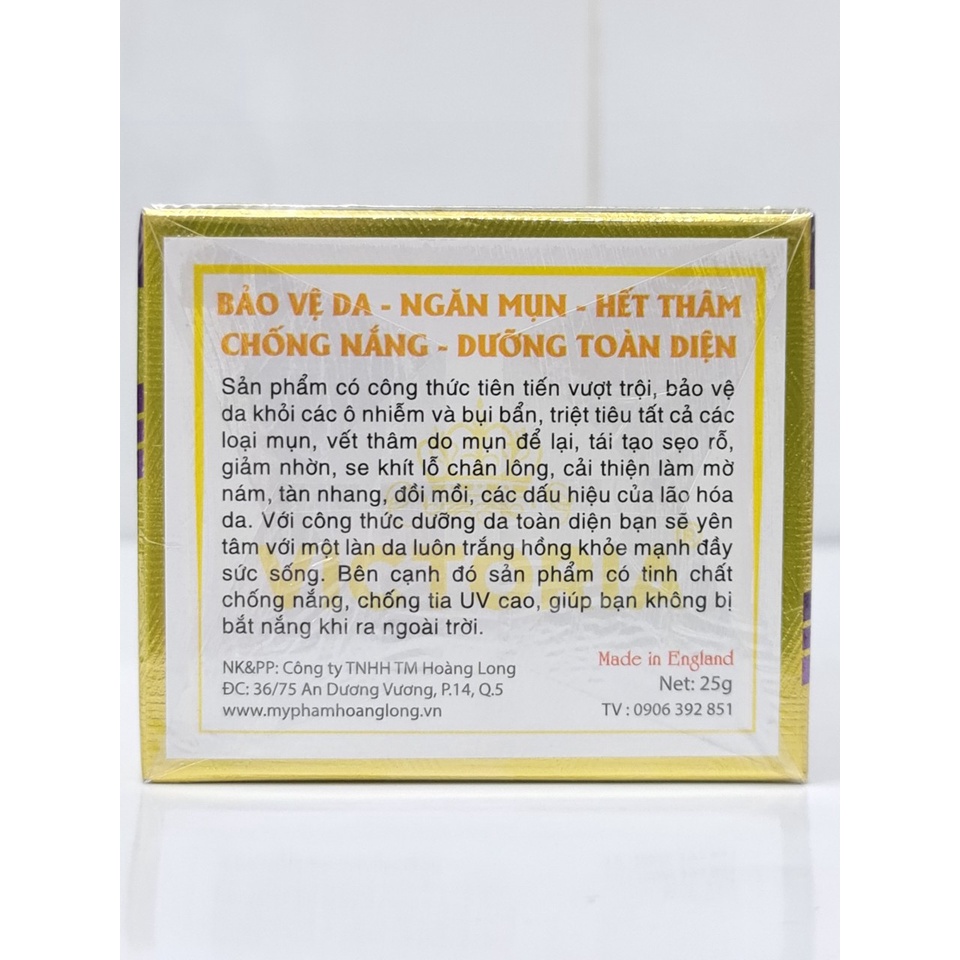 BẢO VỆ DA - NGĂN MỤN - HẾT THÂM
CHỐNG NẮNG - DƯỠNG TOÀN DIỆN
Sản phẩm có công thức tiên tiến vượt trội, bảo vệ
da khỏi các ô nhiễm và bụi bẩn, triệt tiêu tất cả các
loại mụn, vết thâm do mụn để lại, tái tạo sẹo rỗ,
giảm nhờn, se khít lỗ chân lông, cải thiện làm mờ
nám, tàn nhang, đồi mồi, các dấu hiệu của lão hóa
da. Với công thức dưỡng da toàn diện bạn sẽ yên
tâm với một làn da luôn trắng hồng khỏe mạnh đầy
sức sống. Bên cạnh đó sản phẩm có tinh chất
chống nắng, chống tia UV cao, giúp bạn không bị
bắt nắng khi ra ngoài trời.
NK&PP: Công ty TNHH TM Hoàng Long
ĐC: 36/75 An Dương Vương, P.14, Q.5
www.myphamhoanglong.vn
Made in England
Net: 25g
TV : 0906 392 851